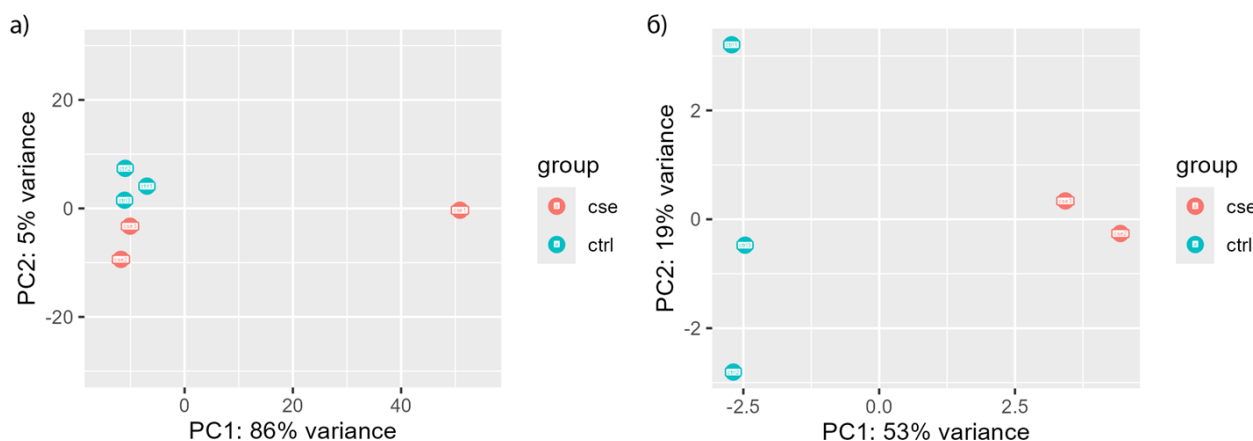 а)
20
0
-20
PC2: 5% variance
0
20
40
PC1: 86% variance
group
cse
ctrl
б)
2
0
-2
PC2: 19% variance
-2.5
0.0
2.5
PC1: 53% variance
group
cse
ctrl